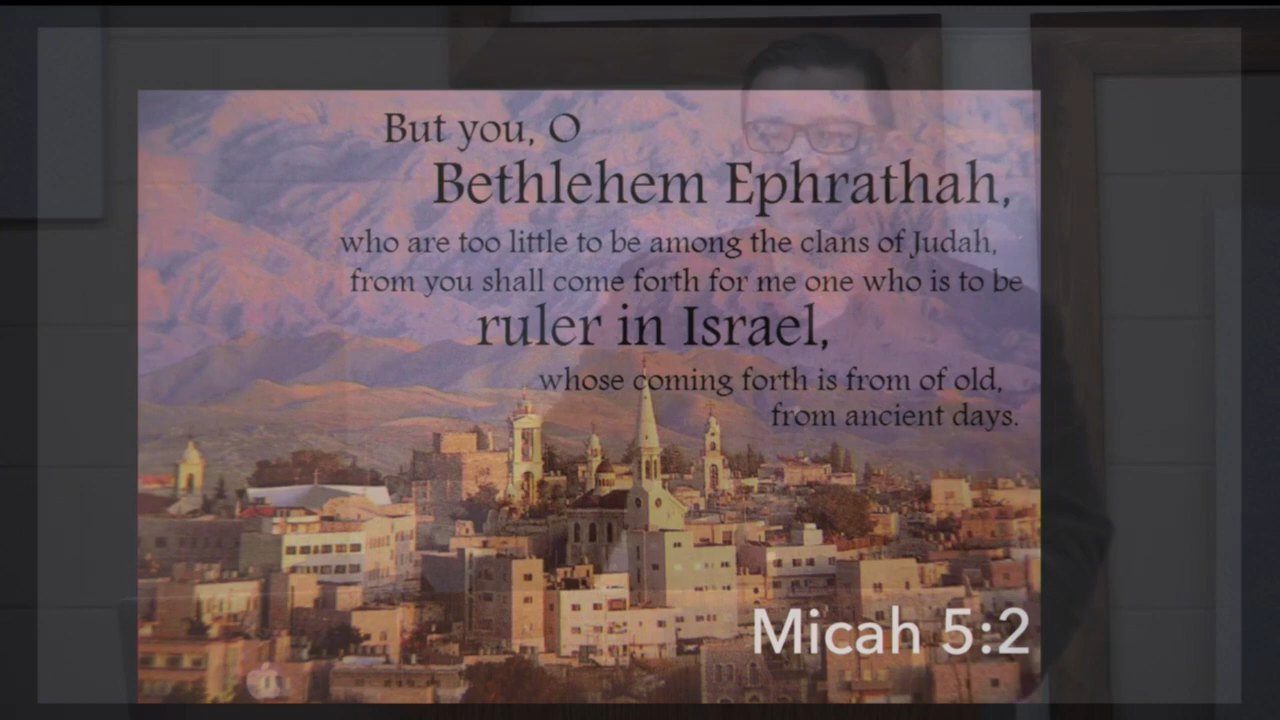 But you, O
Bethlehem Ephrathah,
who are too little to be among the clans of Judah,
from you shall come forth for me one who is to be
ruler in Israel,
whose coming forth is from of old,
from ancient days.
Micah 5:2